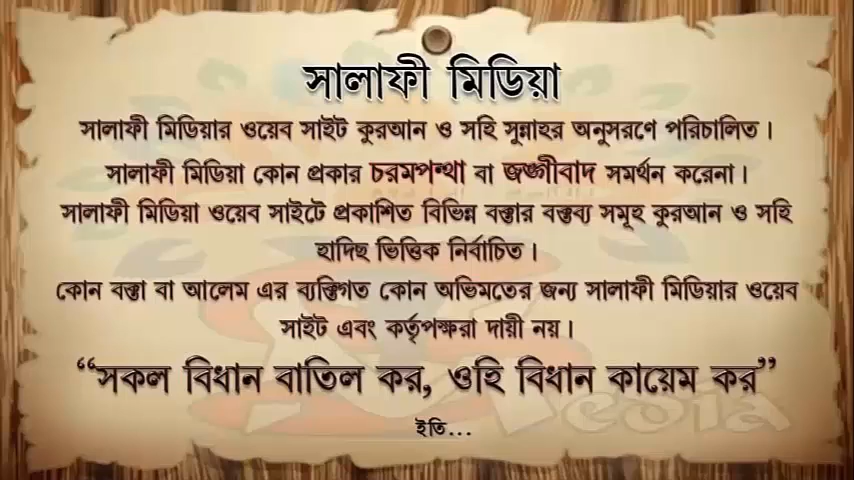 সালাফী মিডিয়া
সালাফী মিডিয়ার ওয়েব সাইট কুরআন ও সহি সুন্নাহর অনুসরণে পরিচালিত।
সালাফী মিডিয়া কোন প্রকার চরমপন্থা বা জঙ্গীবাদ সমর্থন করেনা।
সালাফী মিডিয়া ওয়েব সাইটে প্রকাশিত বিভিন্ন বক্তার বক্তব্য সমূহ কুরআন ও সহি
হাদিছ ভিত্তিক নির্বাচিত।
কোন বক্তা বা আলেম এর ব্যক্তিগত কোন অভিমতের জন্য সালাফী মিডিয়ার ওয়েব
সাইট এবং কর্তৃপক্ষরা দায়ী নয়।
“সকল বিধান বাতিল কর, ওহি বিধান কায়েম কর”
ইতি...